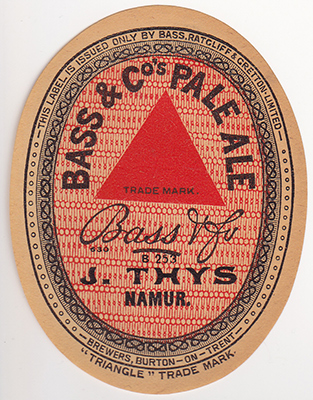 —THIS LABEL IS ISSUED ONLY BY BASS, RATCLIFF & GRETTON, LIMITED—
BASS & Co's PALE ALE
TRADE MARK.
Bass & Co
B 253
J. THYS
NAMUR.
BREWERS, BURTON-ON-TRENT.
"TRIANGLE" TRADE MARK.